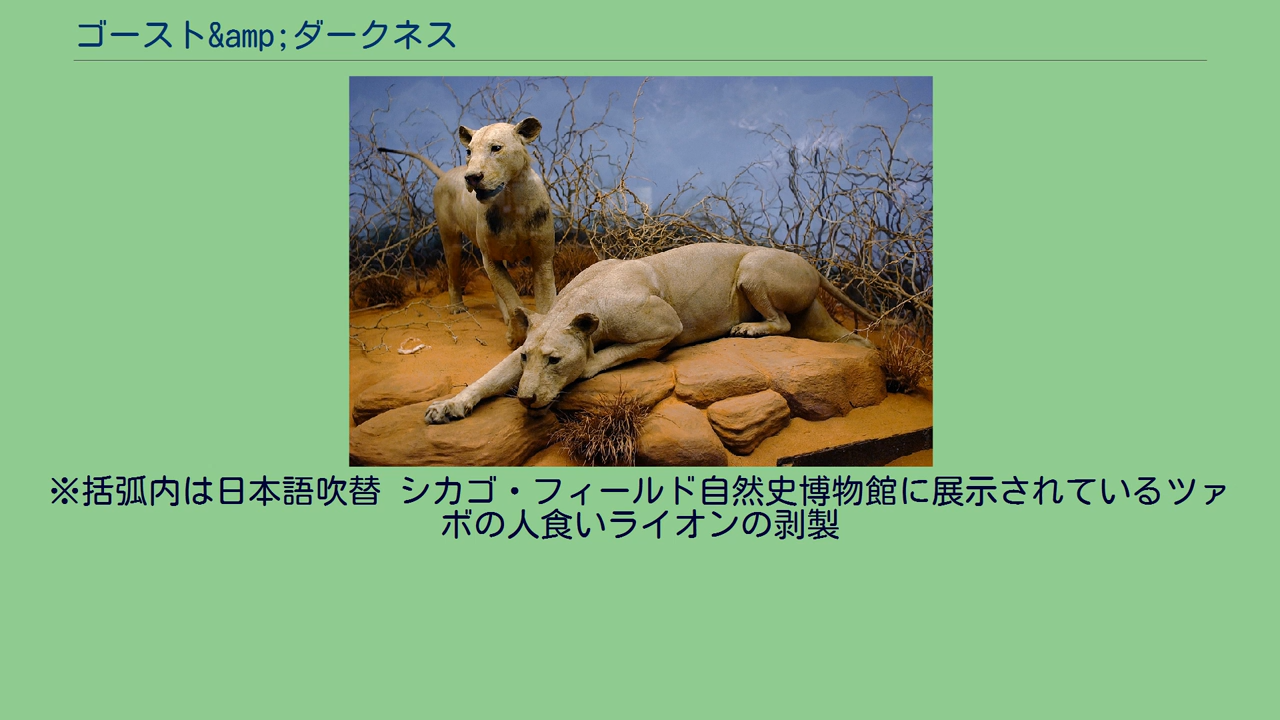 ゴースト&amp;ダークネス
※括弧内は日本語吹替 シカゴ・フィールド自然史博物館に展示されているツァ
ボの人食いライオンの剥製